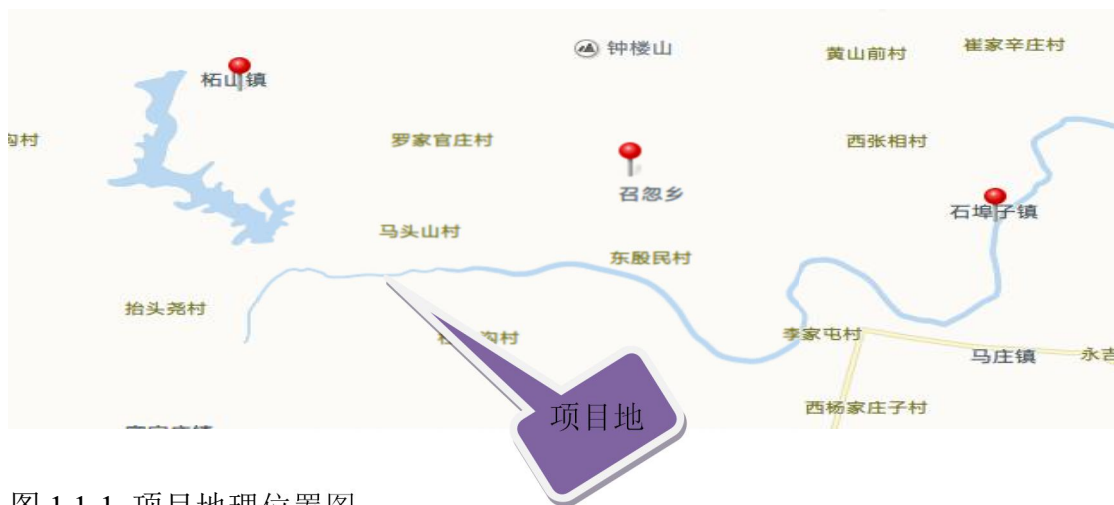 钟楼山
崔家辛庄村
黄山前村
柘山镇
沟村
罗家官庄村
西张相村
召忽乡
石埠子镇
马头山村
东殷民村
抬头尧村
沟村
李家屯村
马庄镇
永吉
西杨家庄子村
项目地
图 1.1-1 项目地理位置图